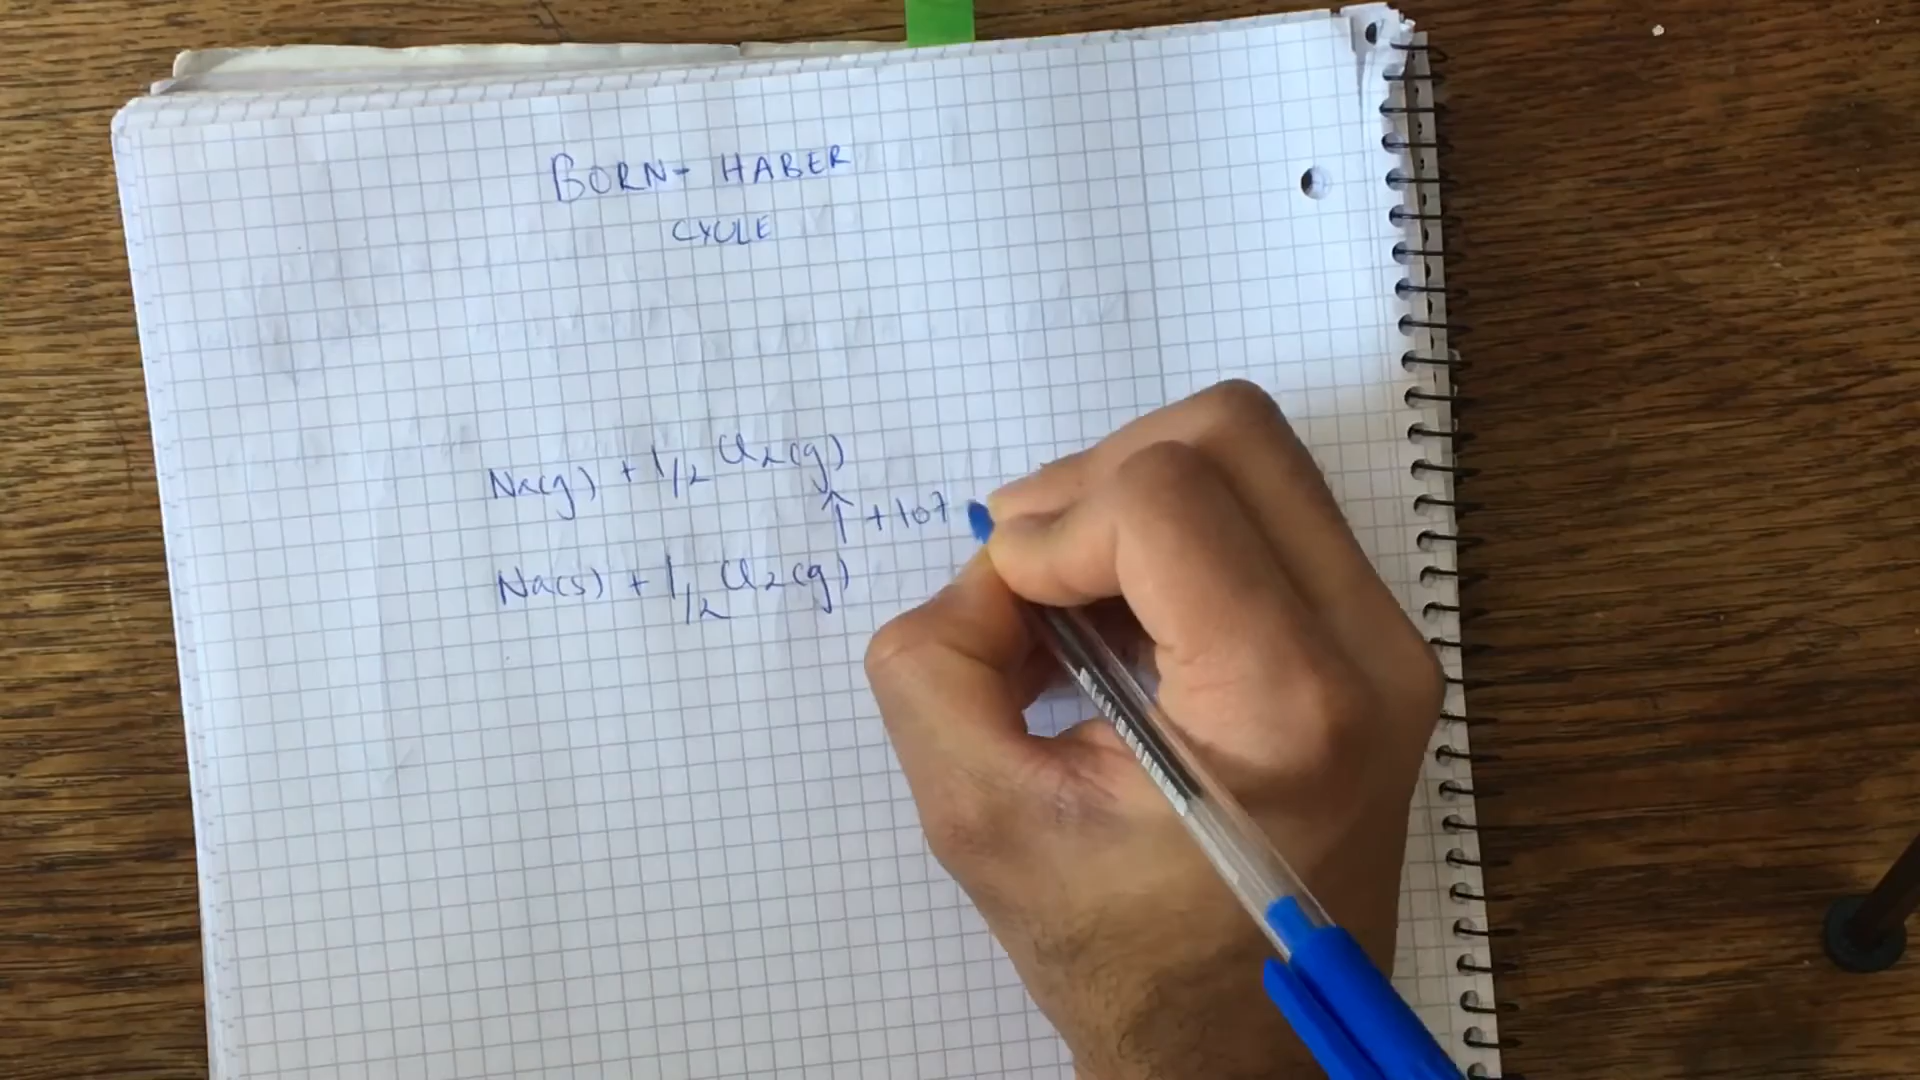 BORN- HABER
CYCLE
Na(g) + 1/2 Cl2(g)
↑ +107
Na(s) + 1/2 Cl2(g)